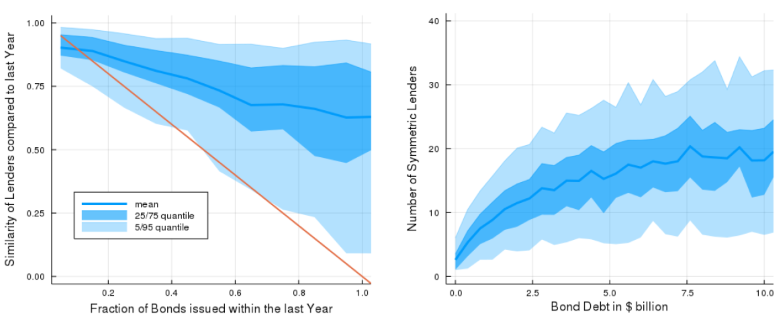 Similarity of Lenders compared to last Year
1.00
0.75
0.50
0.25
0.00
mean
25/75 quantile
5/95 quantile
0.2 0.4 0.6 0.8 1.0
Fraction of Bonds issued within the last Year
Number of Symmetric Lenders
40
30
20
10
0
0.0 2.5 5.0 7.5 10.0
Bond Debt in $ billion